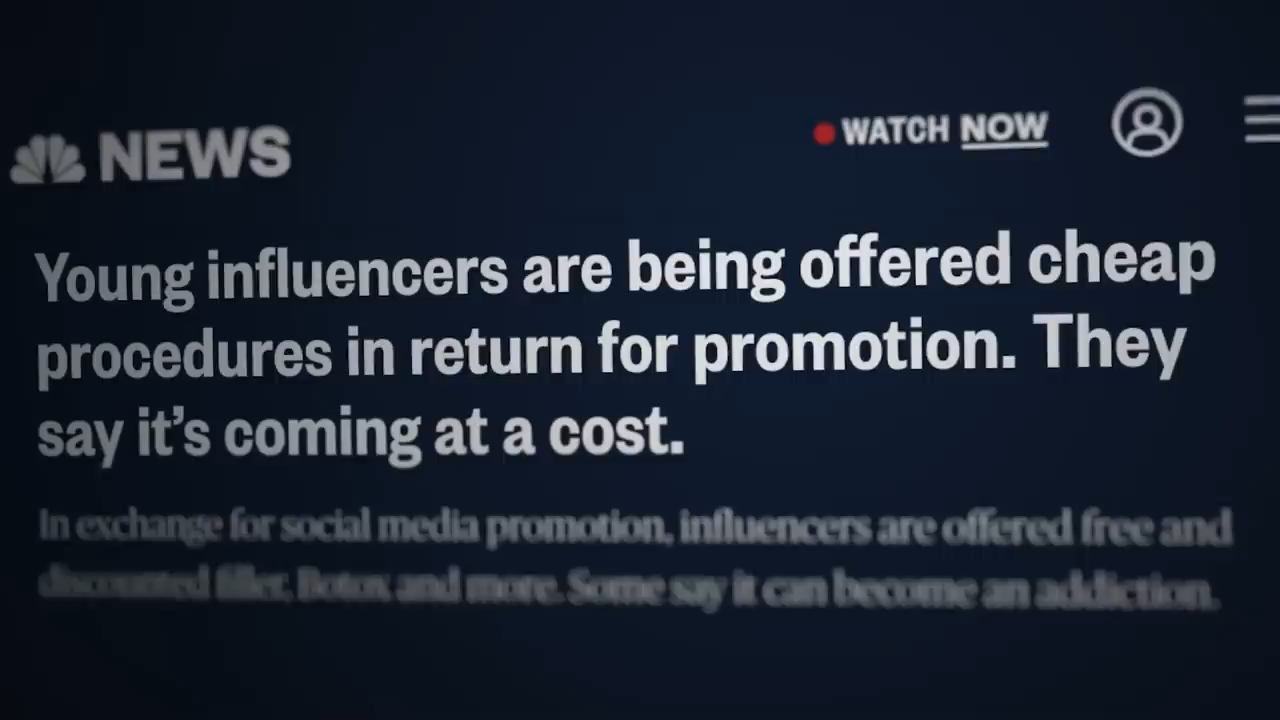 NEWS
WATCH NOW
Young influencers are being offered cheap
procedures in return for promotion. They
say it’s coming at a cost.
In exchange for social media promotion, influencers are offered free and
discounted filler, Botox and more. Some say it can become an addiction.